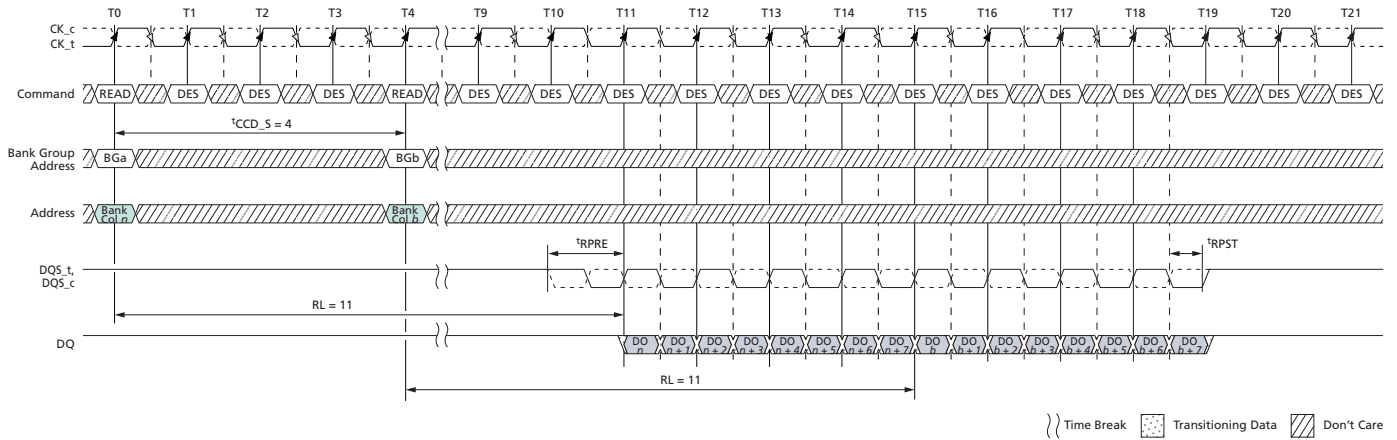 T0 T1 T2 T3 T4 T9 T10 T11 T12 T13 T14 T15 T16 T17 T18 T19 T20 T21
CK_c
CK_t
Command READ DES DES DES READ DES DES DES DES DES DES DES DES DES DES DES DES DES
tCCD_S = 4
Bank Group
Address
BGa BGb
Address
Bank
Col n
Bank
Col b
tRPRE tRPST
DQS_t,
DQS_c
RL = 11
DQ
DO
n
DO
n + 1
DO
n + 2
DO
n + 3
DO
n + 4
DO
n + 5
DO
n + 6
DO
n + 7
DO
b
DO
b + 1
DO
b + 2
DO
b + 3
DO
b + 4
DO
b + 5
DO
b + 6
DO
b + 7
RL = 11
Time Break Transitioning Data Don't Care